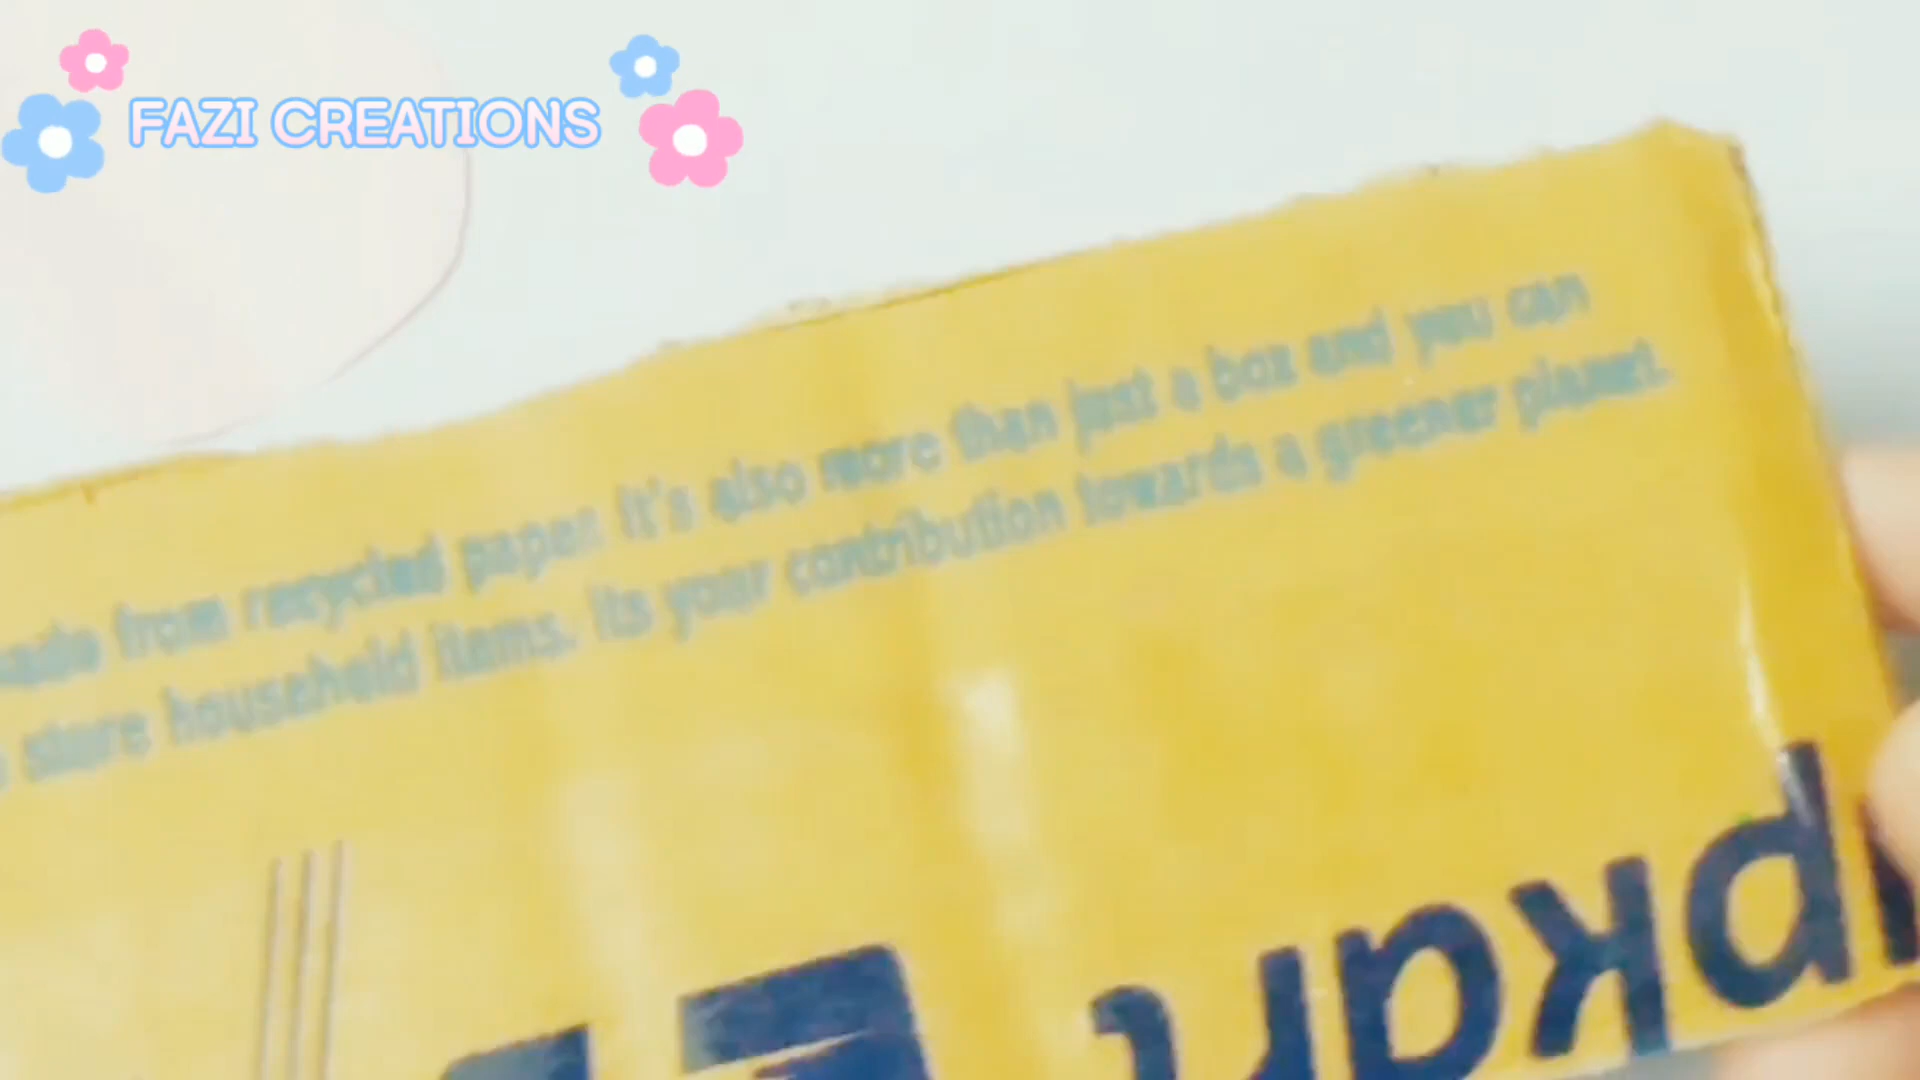 FAZI CREATIONS
made from recycled paper. It's also more than just a box and you can
store household items. Its your contribution towards a greener planet.
pkart